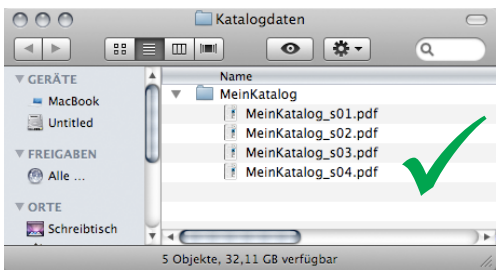 Katalogdaten
GERÄTE
MacBook
Untitled
FREIGABEN
Alle ...
ORTE
Schreibtisch
Name
MeinKatalog
MeinKatalog_s01.pdf
MeinKatalog_s02.pdf
MeinKatalog_s03.pdf
MeinKatalog_s04.pdf
5 Objekte, 32,11 GB verfügbar